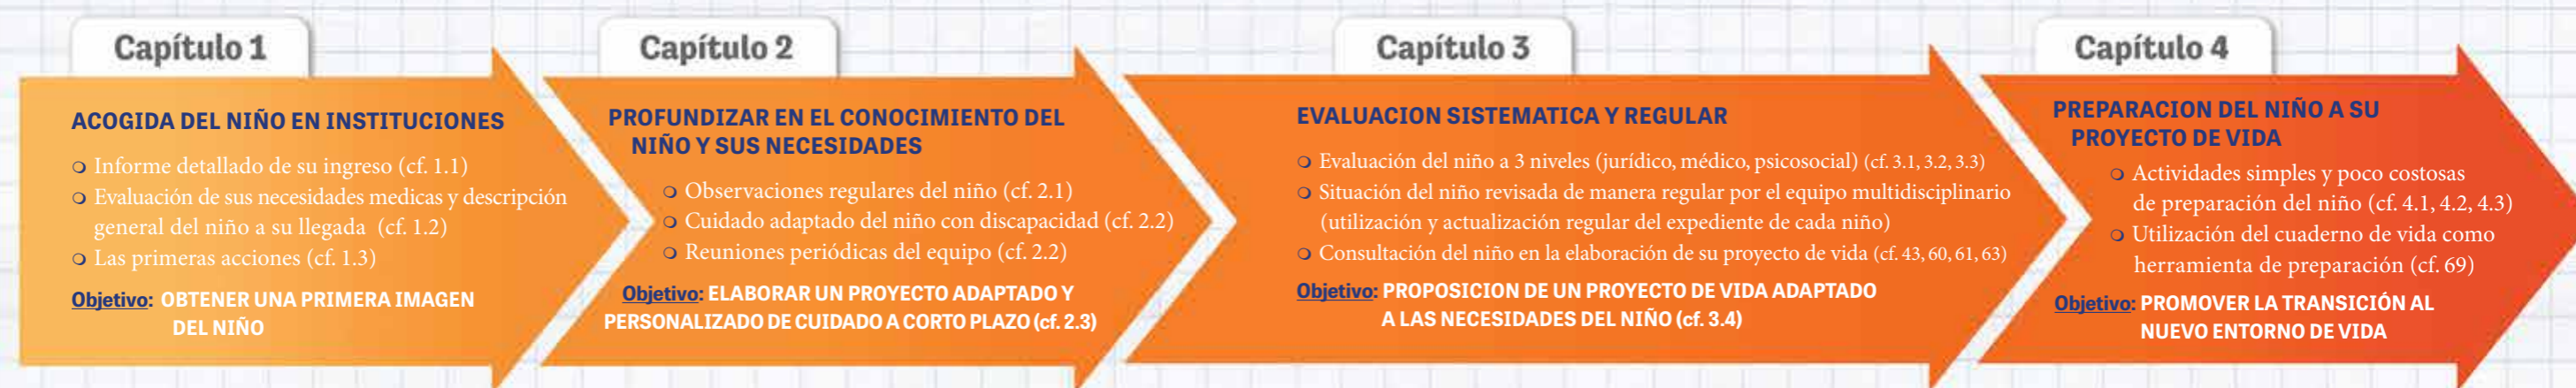 Capítulo 1
ACOGIDA DEL NIÑO EN INSTITUCIONES
❍ Informe detallado de su ingreso (cf. 1.1)
❍ Evaluación de sus necesidades medicas y descripción
general del niño a su llegada (cf. 1.2)
❍ Las primeras acciones (cf. 1.3)
Objetivo: OBTENER UNA PRIMERA IMAGEN
DEL NIÑO
Capítulo 2
PROFUNDIZAR EN EL CONOCIMIENTO DEL
NIÑO Y SUS NECESIDADES
❍ Observaciones regulares del niño (cf. 2.1)
❍ Cuidado adaptado del niño con discapacidad (cf. 2.2)
❍ Reuniones periódicas del equipo (cf. 2.2)
Objetivo: ELABORAR UN PROYECTO ADAPTADO Y
PERSONALIZADO DE CUIDADO A CORTO PLAZO (cf. 2.3)
Capítulo 3
EVALUACION SISTEMATICA Y REGULAR
❍ Evaluación del niño a 3 niveles (jurídico, médico, psicosocial) (cf. 3.1, 3.2, 3.3)
❍ Situación del niño revisada de manera regular por el equipo multidisciplinario
(utilización y actualización regular del expediente de cada niño)
❍ Consultación del niño en la elaboración de su proyecto de vida (cf. 43, 60, 61, 63)
Objetivo: PROPOSICION DE UN PROYECTO DE VIDA ADAPTADO
A LAS NECESIDADES DEL NIÑO (cf. 3.4)
Capítulo 4
PREPARACION DEL NIÑO A SU
PROYECTO DE VIDA
❍ Actividades simples y poco costosas
de preparación del niño (cf. 4.1, 4.2, 4.3)
❍ Utilización del cuaderno de vida como
herramienta de preparación (cf. 69)
Objetivo: PROMOVER LA TRANSICIÓN AL
NUEVO ENTORNO DE VIDA